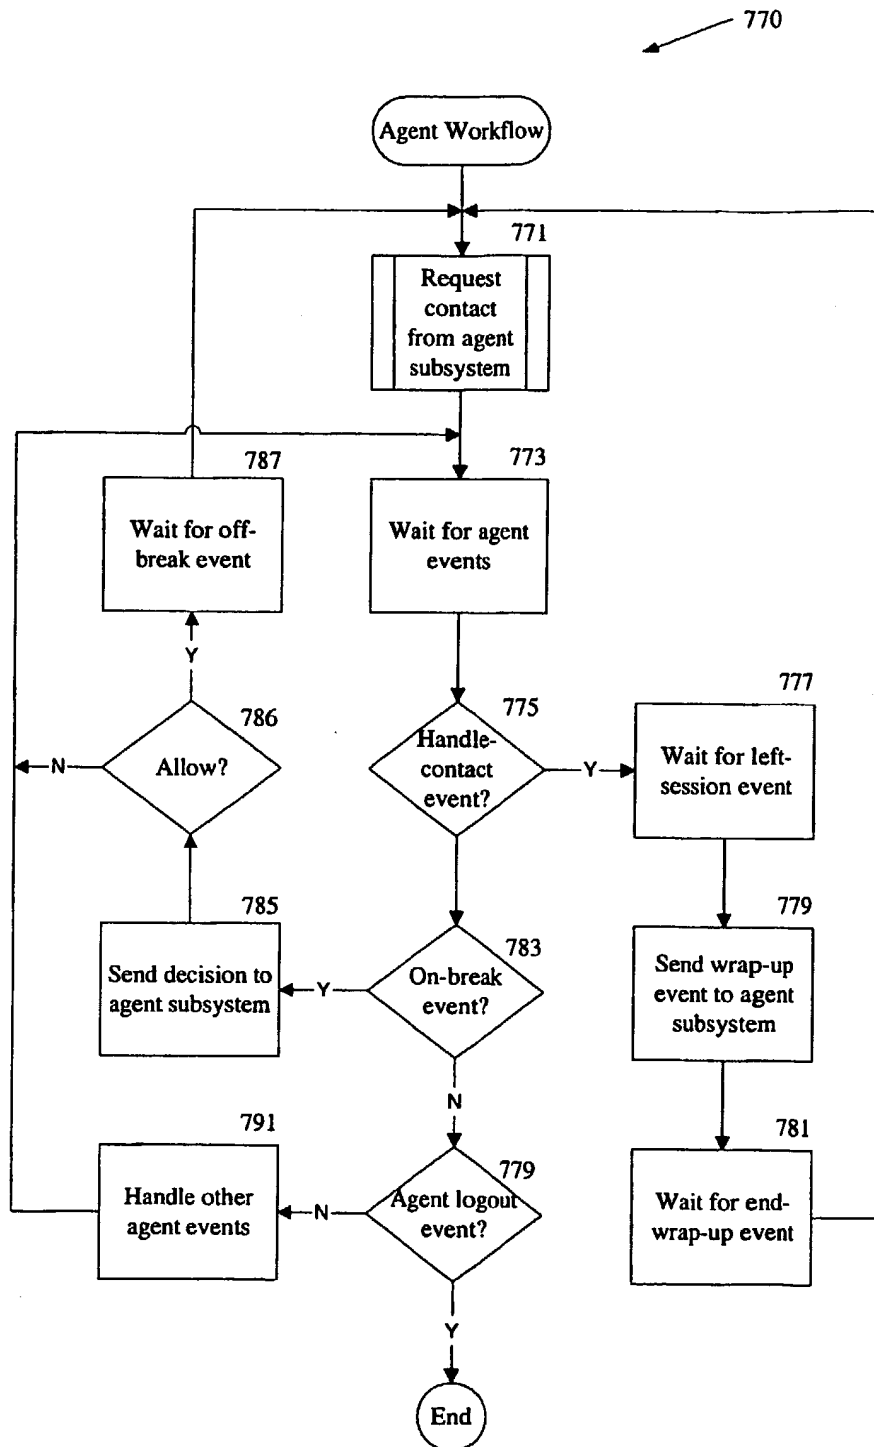 770
Agent Workflow
771
Request
contact
from agent
subsystem
787
Wait for off-
break event
773
Wait for agent
events
Y
786
Allow?
N
775
Handle-
contact
event?
Y
777
Wait for left-
session event
785
Send decision to
agent subsystem
783
On-break
event?
Y
779
Send wrap-up
event to agent
subsystem
N
791
Handle other
agent events
779
Agent logout
event?
N
781
Wait for end-
wrap-up event
Y
End